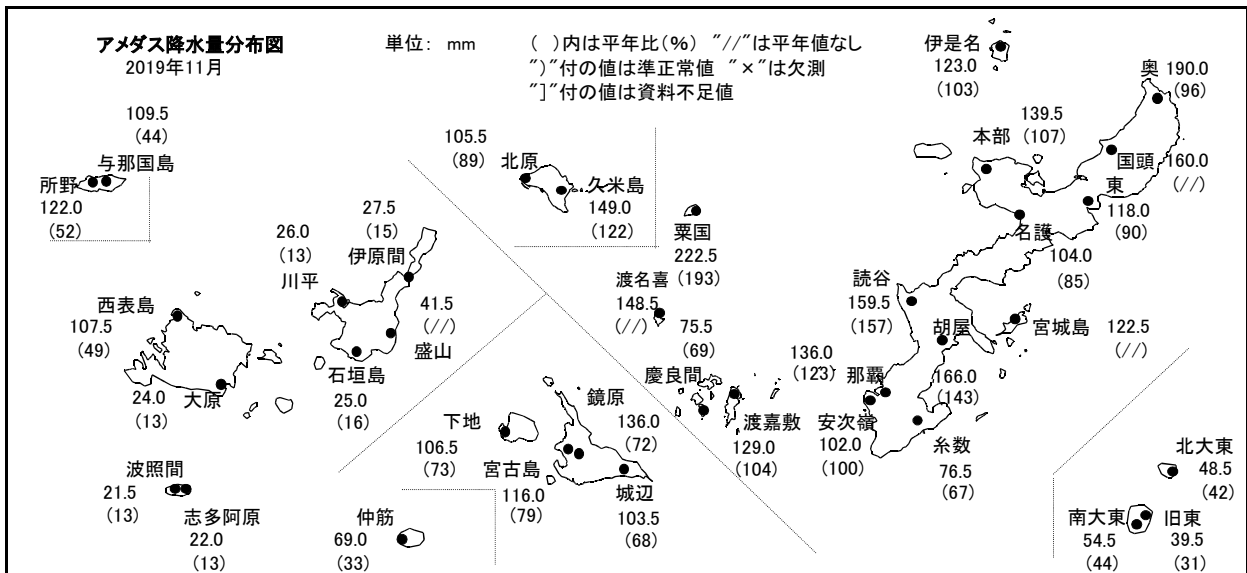 アメダス降水量分布図
2019年11月
単位: mm
( )内は平年比(%) "//"は平年値なし
")"付の値は準正常値 "×"は欠測
"]"付の値は資料不足値
109.5
(44)
与那国島
所野
122.0
(52)
105.5
(89)
北原
久米島
149.0
(122)
伊是名
123.0
(103)
奥 190.0
(96)
139.5
本部 (107)
国頭 160.0
(//)
東
118.0
(90)
名護
104.0
(85)
粟国
222.5
(193)
渡名喜
148.5
(//)
75.5
(69)
慶良間
渡嘉敷
129.0
(104)
読谷
159.5
(157)
胡屋
166.0
(143)
宮城島
122.5
(//)
136.0
(123)
那覇
安次嶺
102.0
(100)
糸数
76.5
(67)
27.5
(15)
伊原間
26.0
(13)
川平
41.5
(//)
盛山
石垣島
25.0
(16)
西表島
107.5
(49)
大原
24.0
(13)
波照間
21.5
(13)
志多阿原
22.0
(13)
仲筋
69.0
(33)
下地
106.5
(73)
鏡原
136.0
(72)
宮古島
116.0
(79)
城辺
103.5
(68)
北大東
48.5
(42)
南大東
54.5
(44)
旧東
39.5
(31)